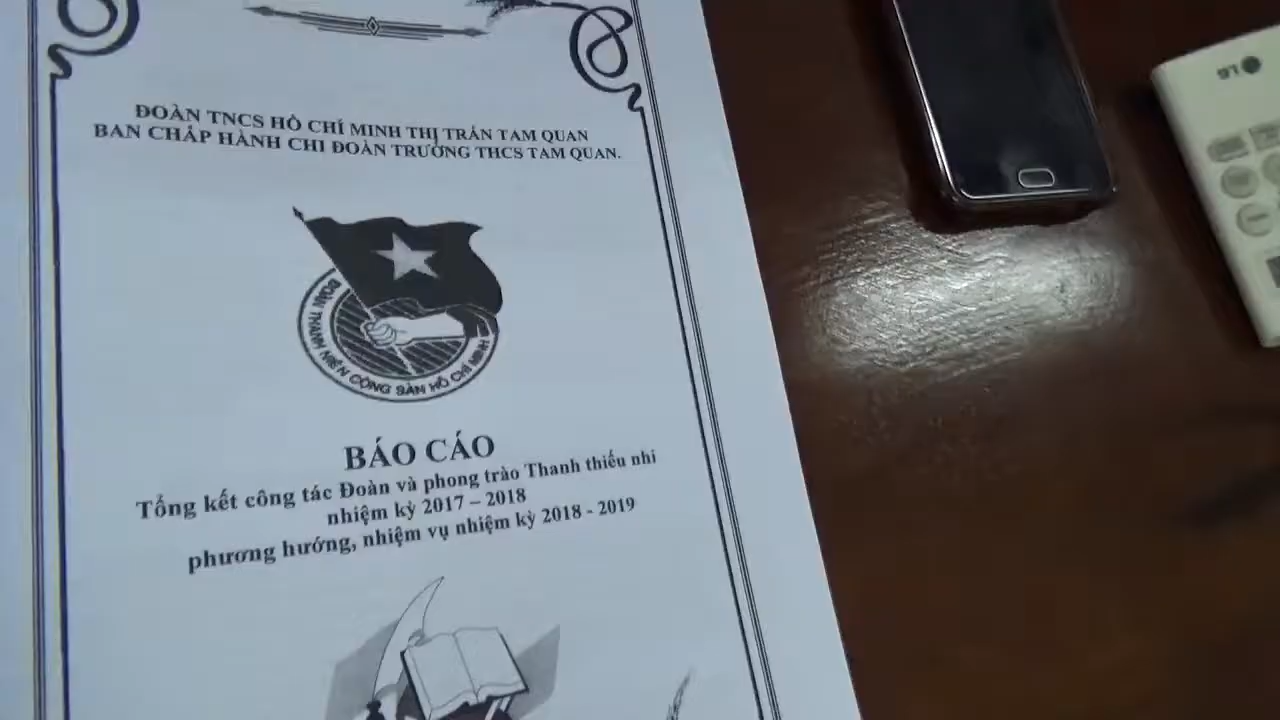 ĐOÀN TNCS HỒ CHÍ MINH THỊ TRẤN TAM QUAN
BAN CHẤP HÀNH CHI ĐOÀN TRƯỜNG THCS TAM QUAN.
ĐOÀN THANH NIÊN CỘNG SẢN HỒ CHÍ MINH
BÁO CÁO
Tổng kết công tác Đoàn và phong trào Thanh thiếu nhi
nhiệm kỳ 2017 – 2018
phương hướng, nhiệm vụ nhiệm kỳ 2018 - 2019
LG